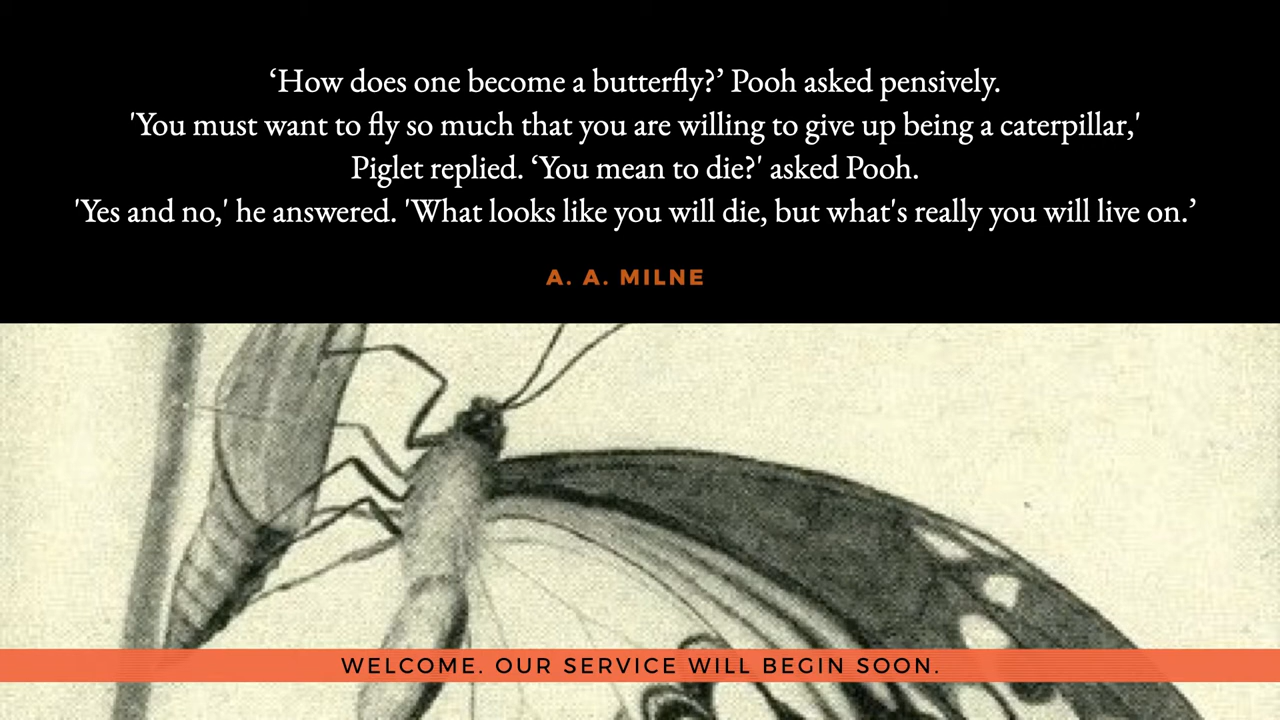 ‘How does one become a butterfly?’ Pooh asked pensively.
'You must want to fly so much that you are willing to give up being a caterpillar,'
Piglet replied. ‘You mean to die?' asked Pooh.
'Yes and no,' he answered. 'What looks like you will die, but what's really you will live on.’
A. A. MILNE
WELCOME. OUR SERVICE WILL BEGIN SOON.